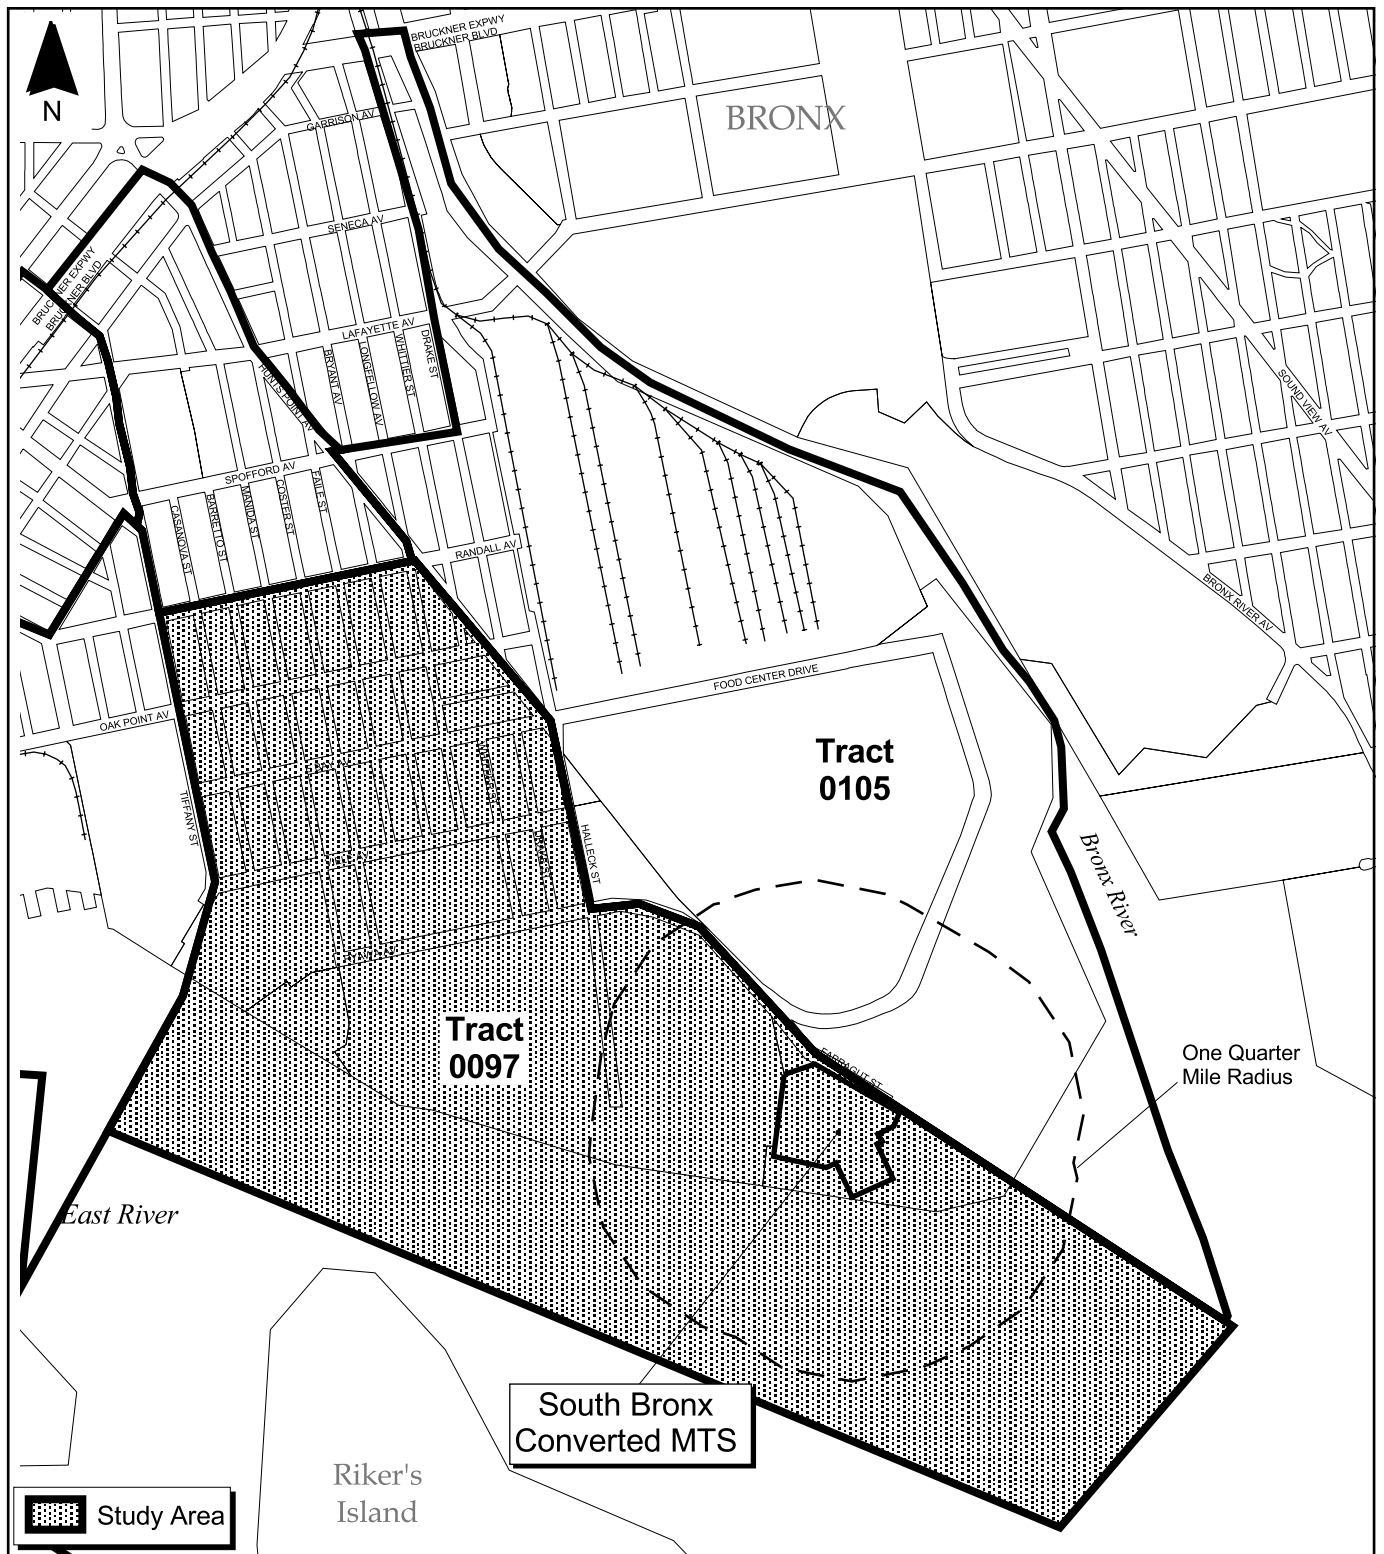 BRUCKNER EXPWY
BRUCKNER BLVD
N
GARRISON AV
BRONX
SENECA AV
BRUCKNER EXPWY
BRUCKNER BLVD
LAFAYETTE AV
HUNTS POINT AV
BRYANT AV
LONGFELLOW AV
WHITTIER ST
DRAKE ST
SOUND VIEW AV
SPOFFORD AV
CASANOVA ST
BARRETTO ST
MANIDA ST
COSTER ST
FAILE ST
RANDALL AV
BRONX RIVER AV
FOOD CENTER DRIVE
OAK POINT AV
Tract
0105
TIFFANY ST
HALLECK ST
Bronx River
RYAWA AV
Tract
0097
FARRAGUT ST
One Quarter
Mile Radius
East River
South Bronx
Converted MTS
Riker's
Island
Study Area